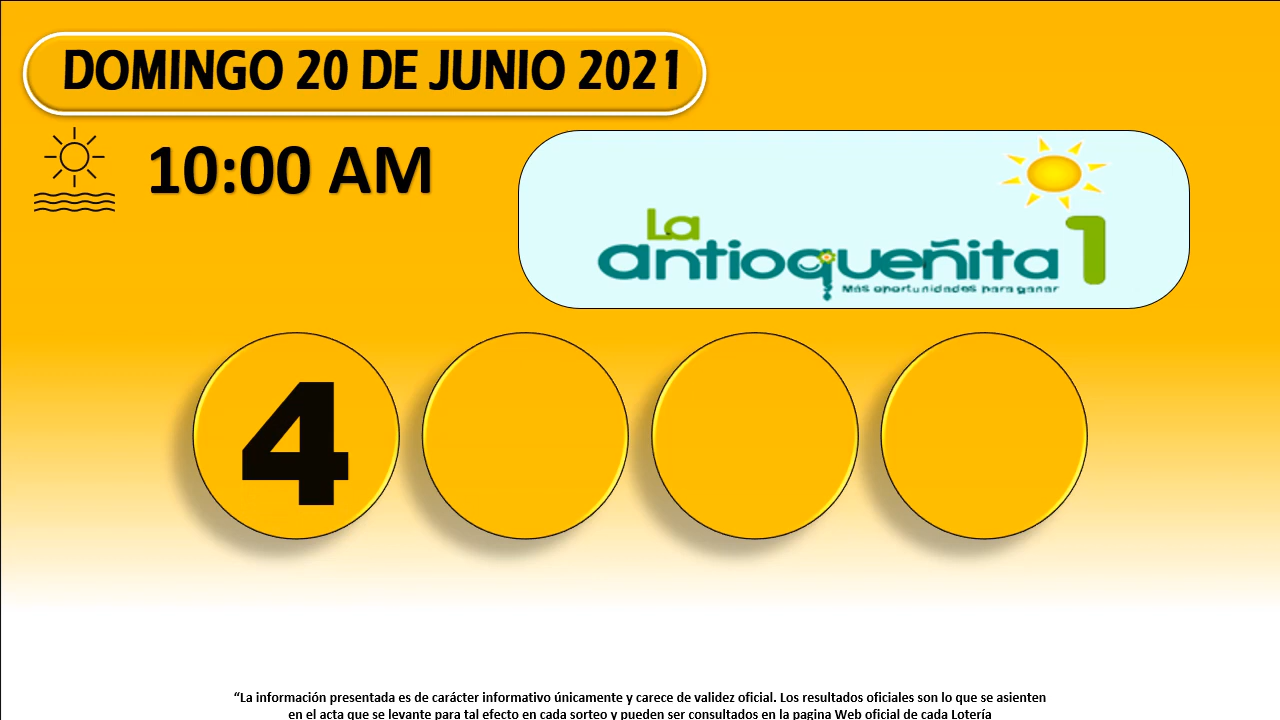 DOMINGO 20 DE JUNIO 2021
10:00 AM
La
antioqueñita 1
Más oportunidades para ganar
4
“La información presentada es de carácter informativo únicamente y carece de validez oficial. Los resultados oficiales son lo que se asienten
en el acta que se levante para tal efecto en cada sorteo y pueden ser consultados en la pagina Web oficial de cada Lotería